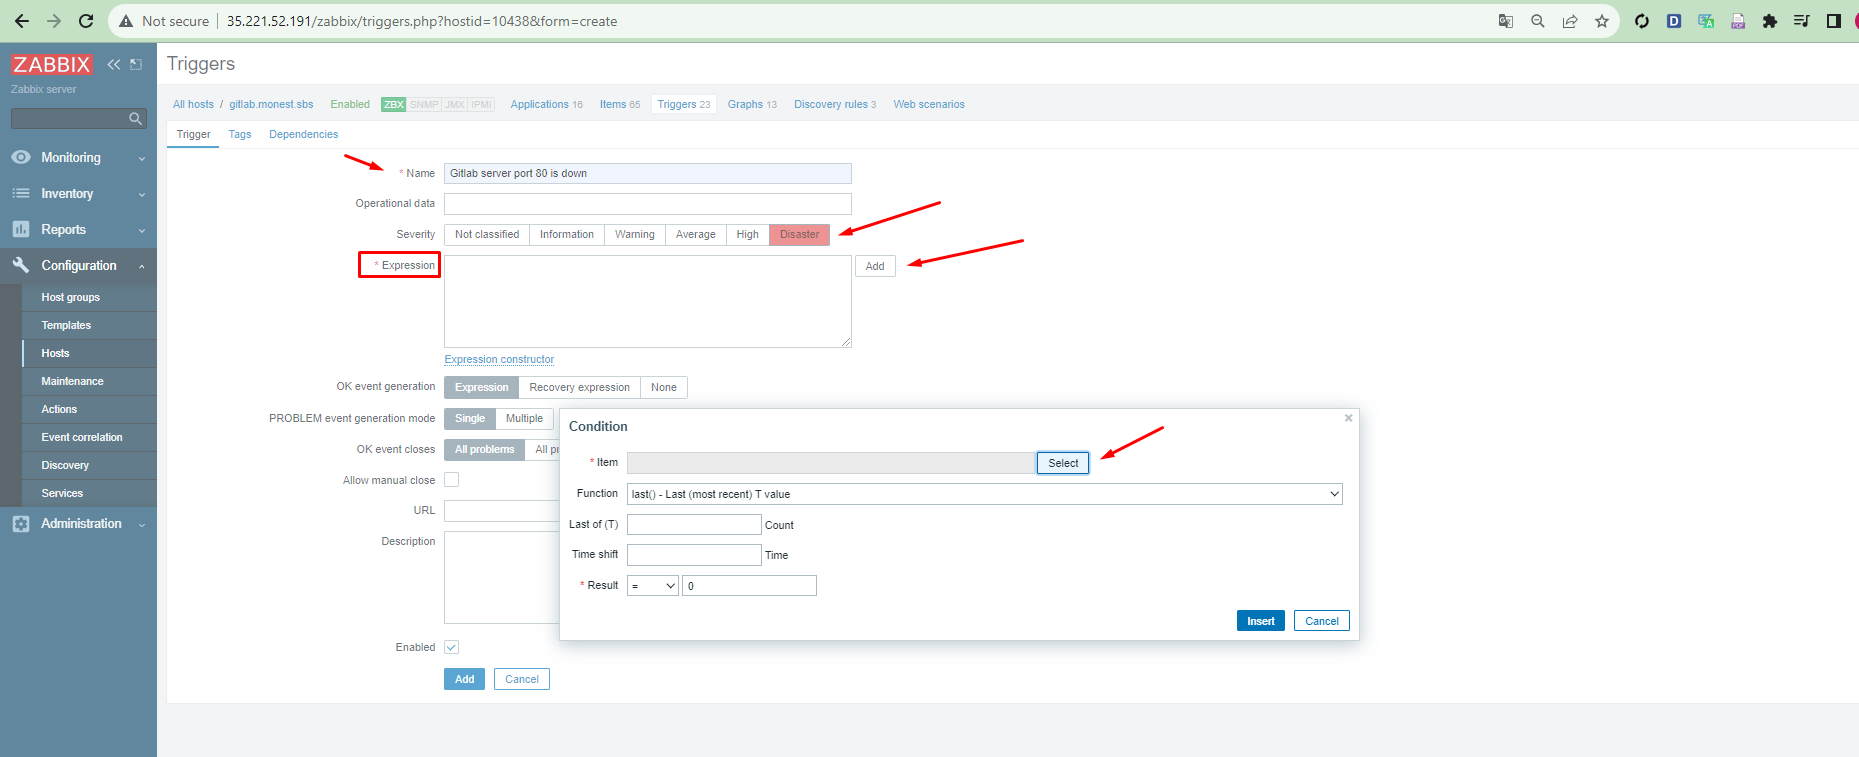 Not secure 35.221.52.191/zabbix/triggers.php?hostid=10438&form=create
ZABBIX
Zabbix server
Monitoring
Inventory
Reports
Configuration
Host groups
Templates
Hosts
Maintenance
Actions
Event correlation
Discovery
Services
Administration
Triggers
All hosts / gitlab.monest.sbs Enabled ZBX SNMP JMX IPMI Applications 16 Items 65 Triggers 23 Graphs 13 Discovery rules 3 Web scenarios
Trigger Tags Dependencies
* Name Gitlab server port 80 is down
Operational data
Severity Not classified Information Warning Average High Disaster
* Expression Add
Expression constructor
OK event generation Expression Recovery expression None
PROBLEM event generation mode Single Multiple
OK event closes All problems All pr
Allow manual close
URL
Description
Enabled
Add Cancel
Condition
* Item Select
Function last() - Last (most recent) T value
Last of (T) Count
Time shift Time
* Result = 0
Insert Cancel